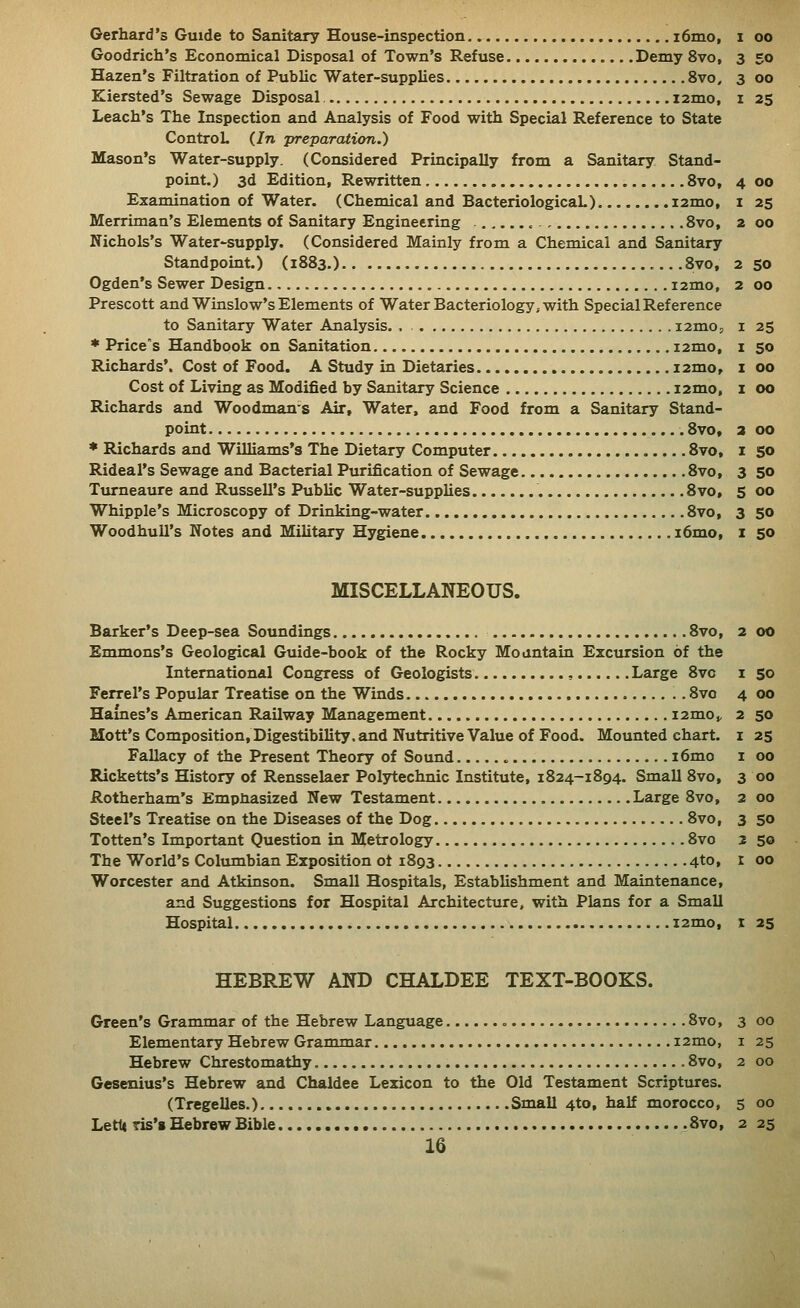 Gerhard's Guide to Sanitary House-inspection....................16mo, 1 00
Goodrich's Economical Disposal of Town's Refuse..............Demy 8vo, 3 50
Hazen's Filtration of Public Water-supplies........................8vo, 3 00
Kiersted's Sewage Disposal..................................12mo, 1 25
Leach's The Inspection and Analysis of Food with Special Reference to State
Control. (In preparation.)
Mason's Water-supply. (Considered Principally from a Sanitary Stand-
point.) 3d Edition, Rewritten..........................8vo, 4 00
Examination of Water. (Chemical and Bacteriological.)........12mo, 1 25
Merriman's Elements of Sanitary Engineering.....................8vo, 2 00
Nichols's Water-supply. (Considered Mainly from a Chemical and Sanitary
Standpoint.) (1883.)..................................8vo, 2 50
Ogden's Sewer Design........................................12mo, 2 00
Prescott and Winslow's Elements of Water Bacteriology, with Special Reference
to Sanitary Water Analysis............................12mo, 1 25
* Price's Handbook on Sanitation..............................12mo, 1 50
Richards'. Cost of Food. A Study in Dietaries...................12mo, 1 00
Cost of Living as Modified by Sanitary Science.................12mo, 1 00
Richards and Woodman's Air, Water, and Food from a Sanitary Stand-
point................................................8vo, 2 00
* Richards and Williams's The Dietary Computer...................8vo, 1 50
Rideal's Sewage and Bacterial Purification of Sewage.................8vo, 3 50
Turneaure and Russell's Public Water-supplies.....................8vo, 5 00
Whipple's Microscopy of Drinking-water..........................8vo, 3 50
Woodhull's Notes and Military Hygiene.........................16mo, 1 50
MISCELLANEOUS.
Barker's Deep-sea Soundings....................................8vo, 2 00
Emmons's Geological Guide-book of the Rocky Mountain Excursion of the
International Congress of Geologists................Large 8vo 1 50
Ferrel's Popular Treatise on the Winds............................8vo 4 00
Haines's American Railway Management........................12mo, 2 50
Mott's Composition, Digestibility. and Nutritive Value of Food. Mounted chart. 1 25
Fallacy of the Present Theory of Sound.....................16mo 1 00
Ricketts's History of Rensselaer Polytechnic Institute, 1824-1894. Small 8vo, 3 00
Rotherham's Emphasized New Testament....................Large 8vo, 2 00
Steel's Treatise on the Diseases of the Dog..........................8vo, 3 50
Totten's Important Question in Metrology.........................8vo 2 50
The World's Columbian Exposition of 1893.........................4to, 1 00
Worcester and Atkinson. Small Hospitals, Establishment and Maintenance,
and Suggestions for Hospital Architecture, with Plans for a Small
Hospital...........................................12mo, 1 25
HEBREW AND CHALDEE TEXT-BOOKS.
Green's Grammar of the Hebrew Language........................8vo, 3 00
Elementary Hebrew Grammar..............................12mo, 1 25
Hebrew Chrestomathy.....................................8vo, 2 00
Gesenius's Hebrew and Chaldee Lexicon to the Old Testament Scriptures.
(Tregelles.)..........................Small 4to, half morocco, 5 00
Letteris's Hebrew Bible........................................8vo, 2 25
16